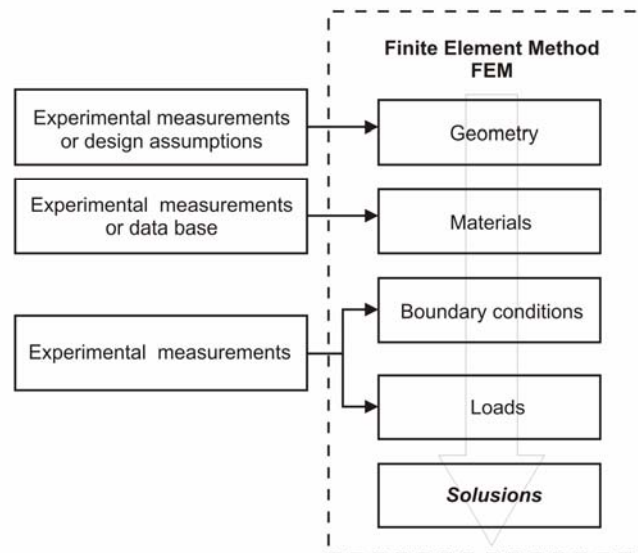 Finite Element Method
FEM
Experimental measurements
or design assumptions
Geometry
Experimental measurements
or data base
Materials
Boundary conditions
Experimental measurements
Loads
Solusions